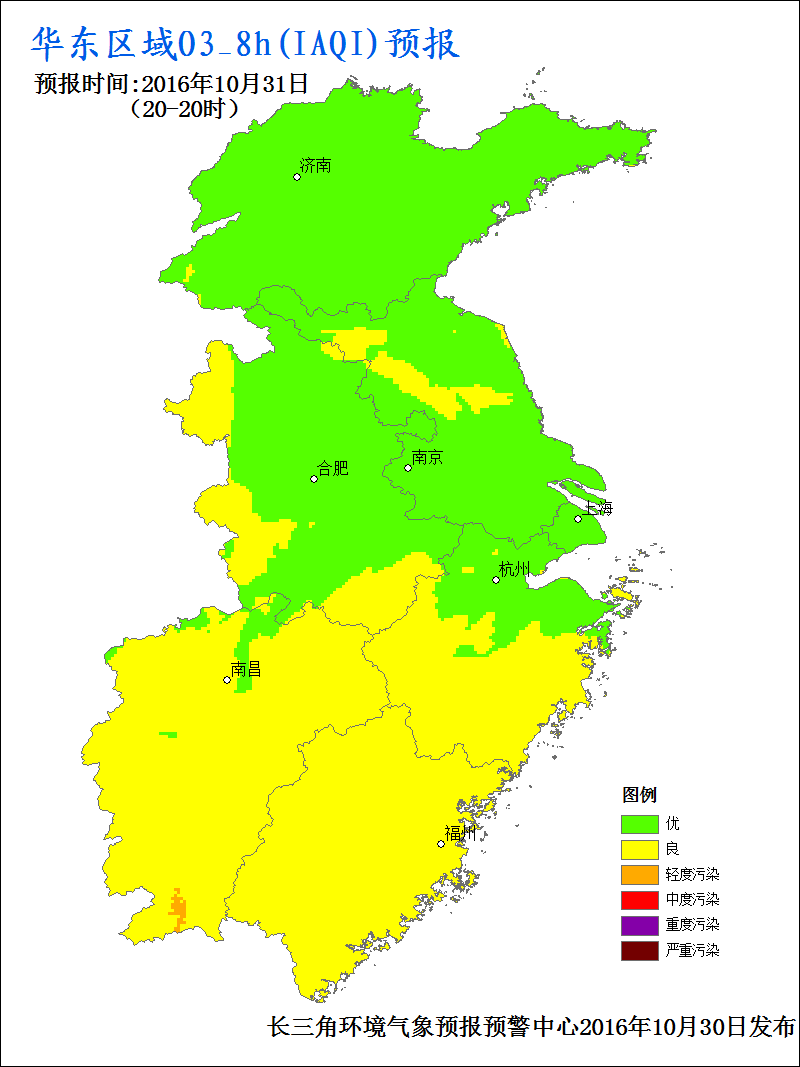 华东区域O3_8h(IAQI)预报
预报时间:2016年10月31日
(20-20时)
济南
合肥
南京
上海
杭州
南昌
福州
图例
优
良
轻度污染
中度污染
重度污染
严重污染
长三角环境气象预报预警中心2016年10月30日发布